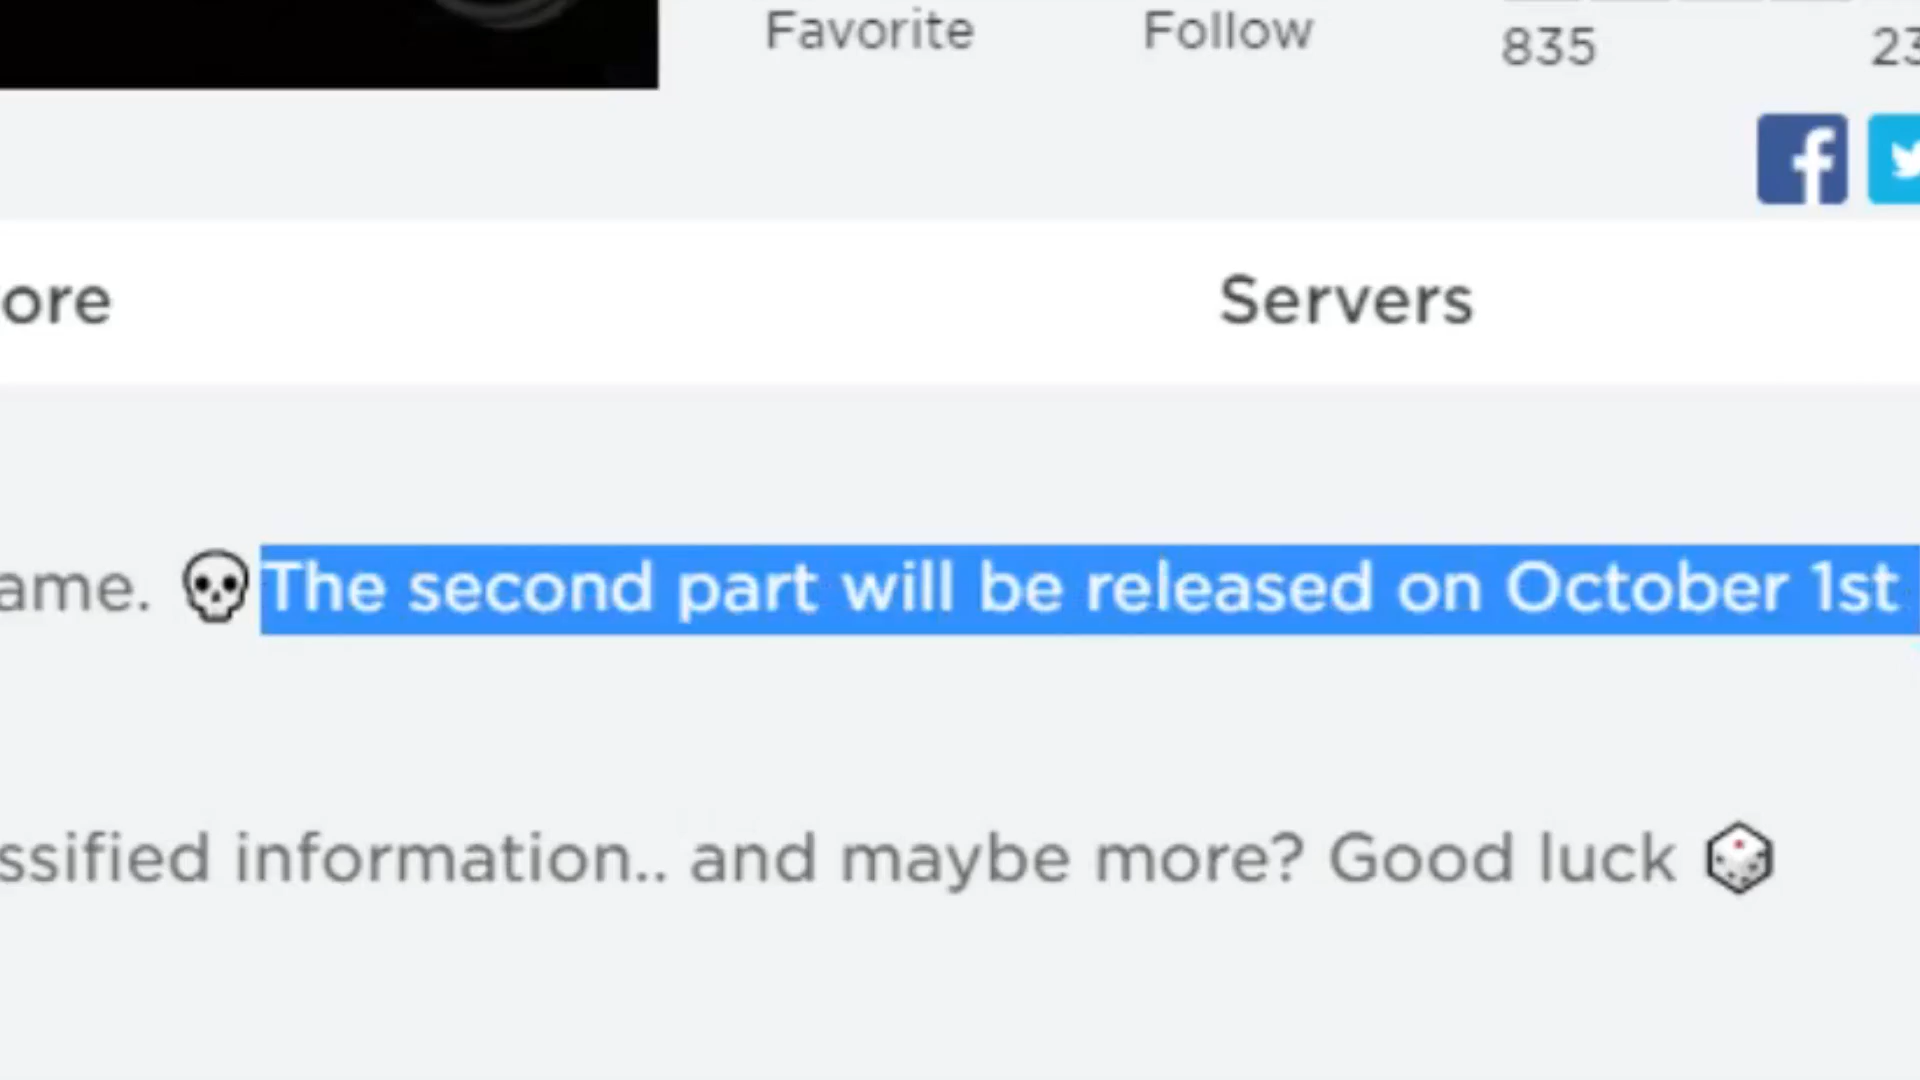 Favorite Follow 835 23
ore Servers
ame. 💀 The second part will be released on October 1st
ssified information.. and maybe more? Good luck 🎲